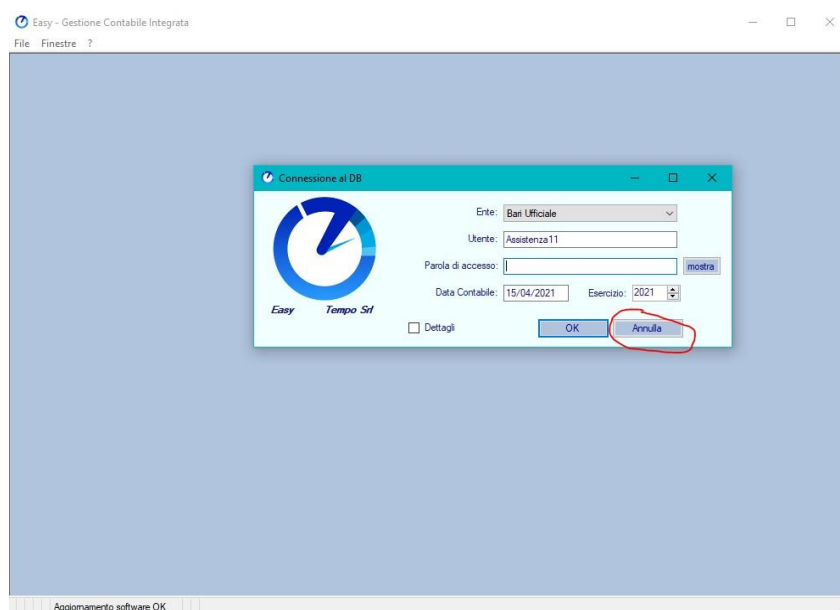 Easy - Gestione Contabile Integrata
File Finestre ?
Connessione al DB
Ente: Bari Ufficiale
Utente: Assistenza11
Parola di accesso: mostra
Data Contabile: 15/04/2021 Esercizio: 2021
Easy Tempo Srl
Dettagli OK Annulla
Aggiornamento software OK